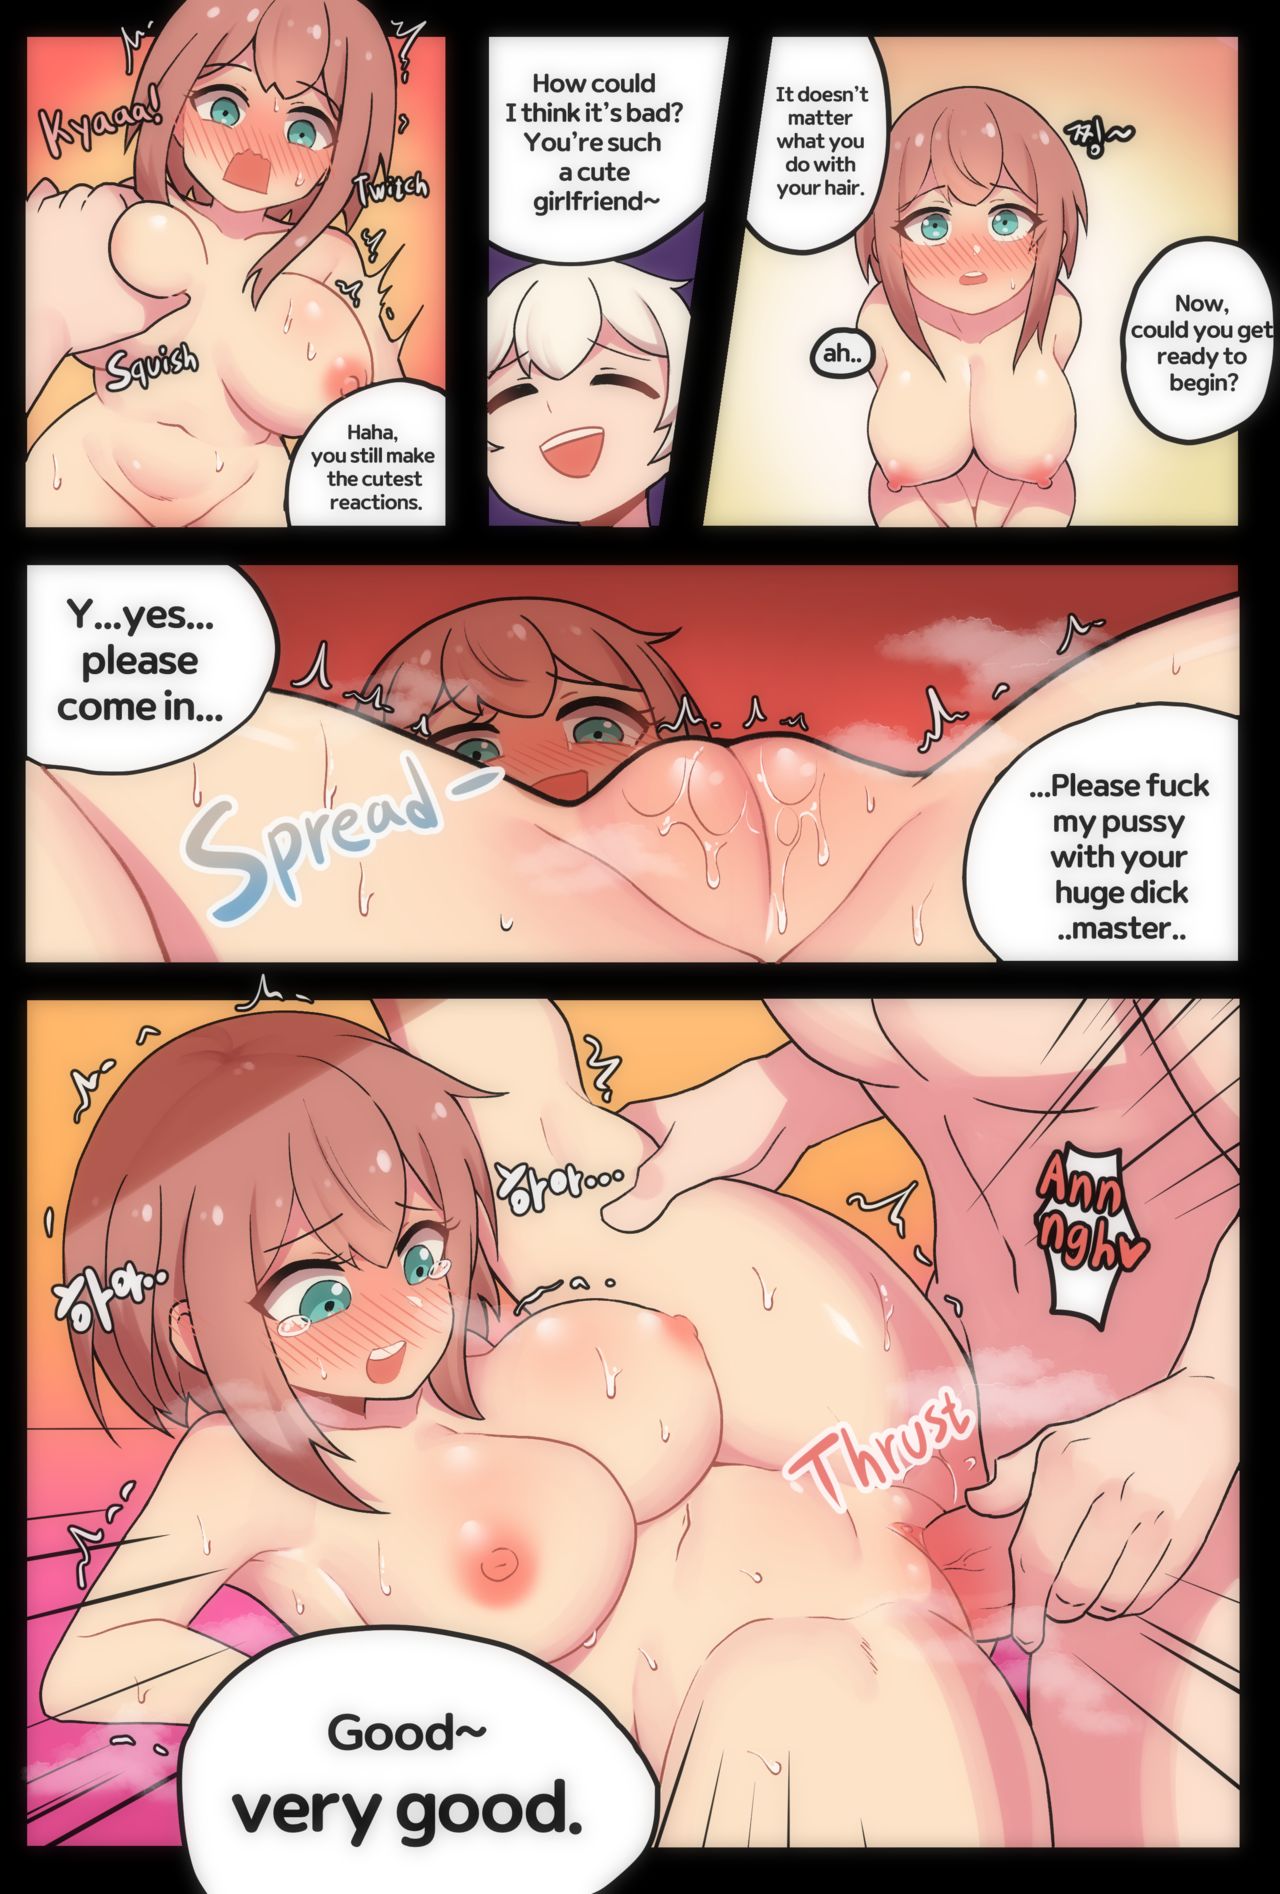 Kyaaa!
Twitch
Squish
Haha,
you still make
the cutest
reactions.
How could
I think it's bad?
You're such
a cute
girlfriend~
It doesn't
matter
what you
do with
your hair.
ah..
Now,
could you get
ready to
begin?
Y...yes...
please
come in...
Spread-
...Please fuck
my pussy
with your
huge dick
..master..
하아...
하아..
Ann
ngh♥
Thrust
Good~
very good.